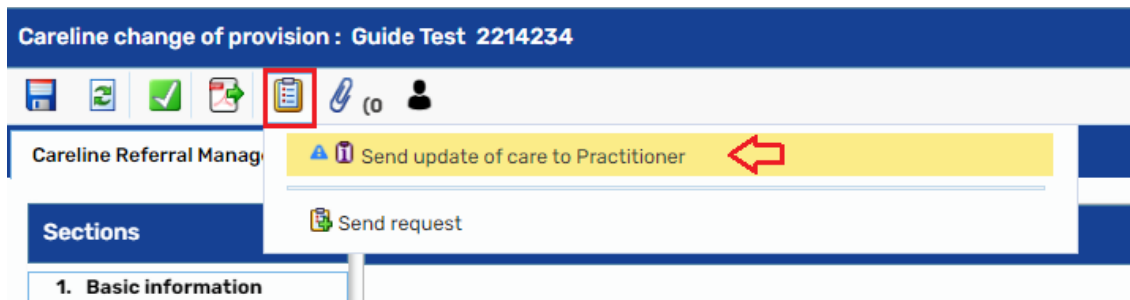 Careline change of provision : Guide Test 2214234
(0
Careline Referral Manag
Send update of care to Practitioner
Send request
Sections
1. Basic information